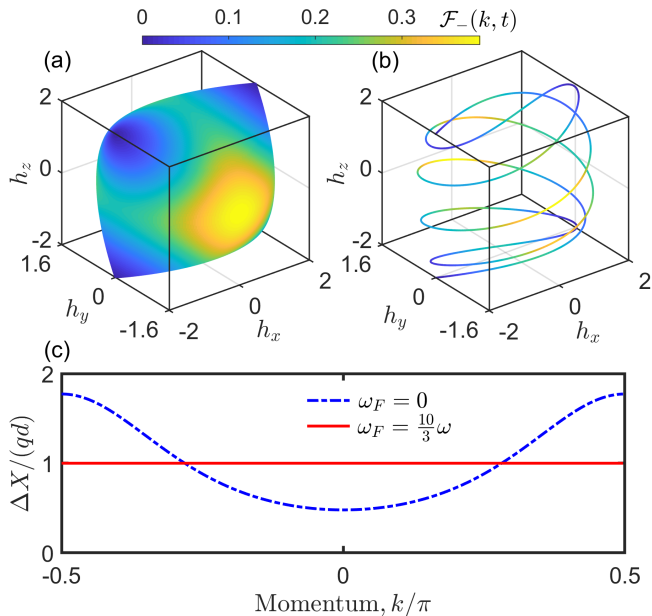 0 0.1 0.2 0.3 𝓕₋(k, t)
(a) (b)
2 2
h_z 0 h_z 0
-2 -2
1.6 1.6
h_y 0 h_y 0
-1.6 -2 0 2 -1.6 -2 0 2
h_x h_x
(c)
2
ω_F = 0
ω_F = 10/3 ω
ΔX/(qd) 1
0
-0.5 0 0.5
Momentum, k/π